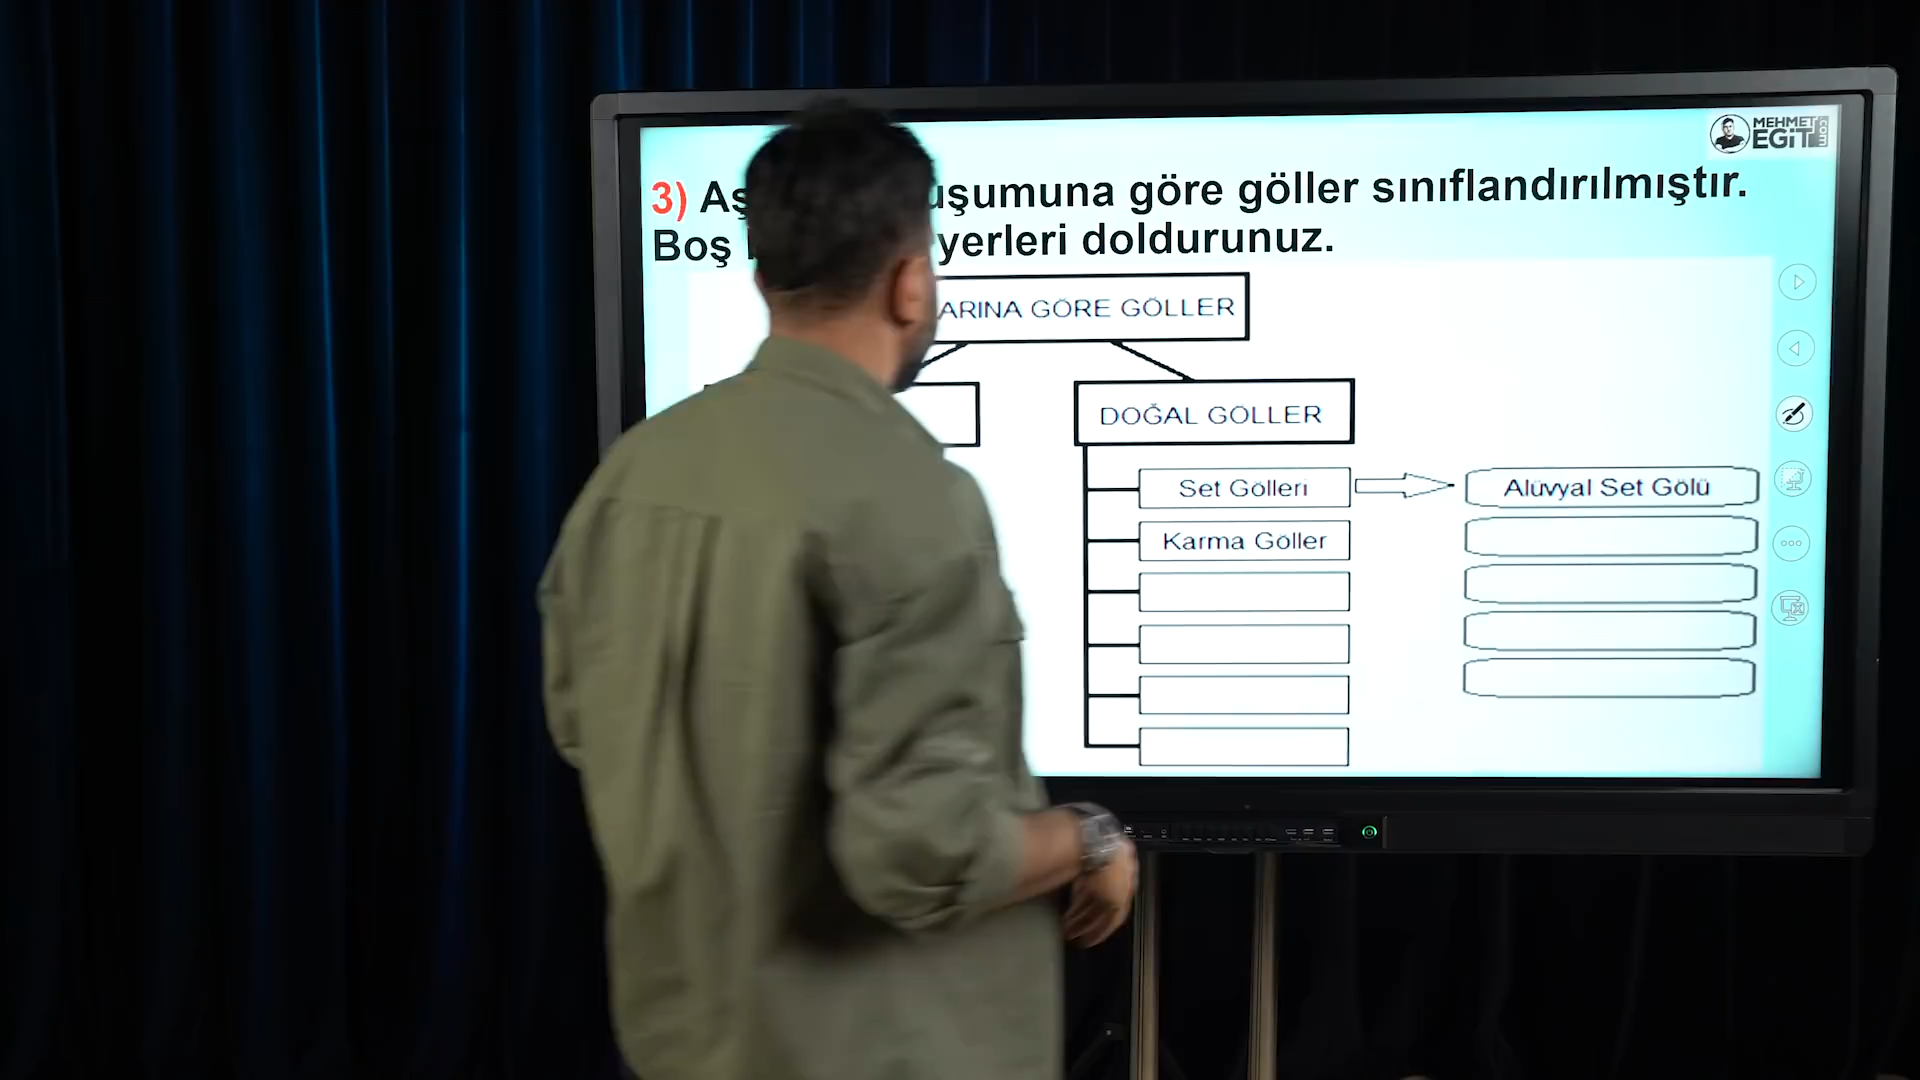 MEHMET
EGİT .com
3) Aş uşumuna göre göller sınıflandırılmıştır.
Boş yerleri doldurunuz.
ARINA GÖRE GÖLLER
DOĞAL GÖLLER
Set Gölleri
Alüvyal Set Gölü
Karma Göller